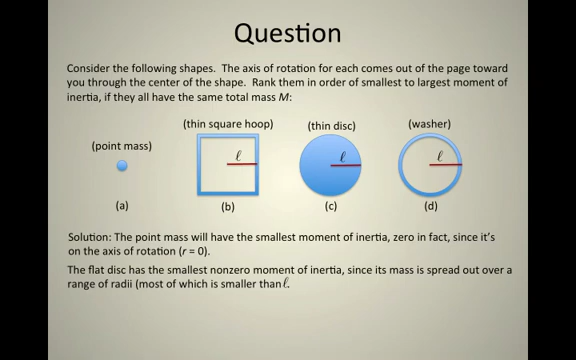 Question
Consider the following shapes. The axis of rotation for each comes out of the page toward
you through the center of the shape. Rank them in order of smallest to largest moment of
inertia, if they all have the same total mass M:
(point mass)
(thin square hoop)
(thin disc)
(washer)
ℓ
ℓ
ℓ
(a)
(b)
(c)
(d)
Solution: The point mass will have the smallest moment of inertia, zero in fact, since it's
on the axis of rotation (r = 0).
The flat disc has the smallest nonzero moment of inertia, since its mass is spread out over a
range of radii (most of which is smaller than ℓ.